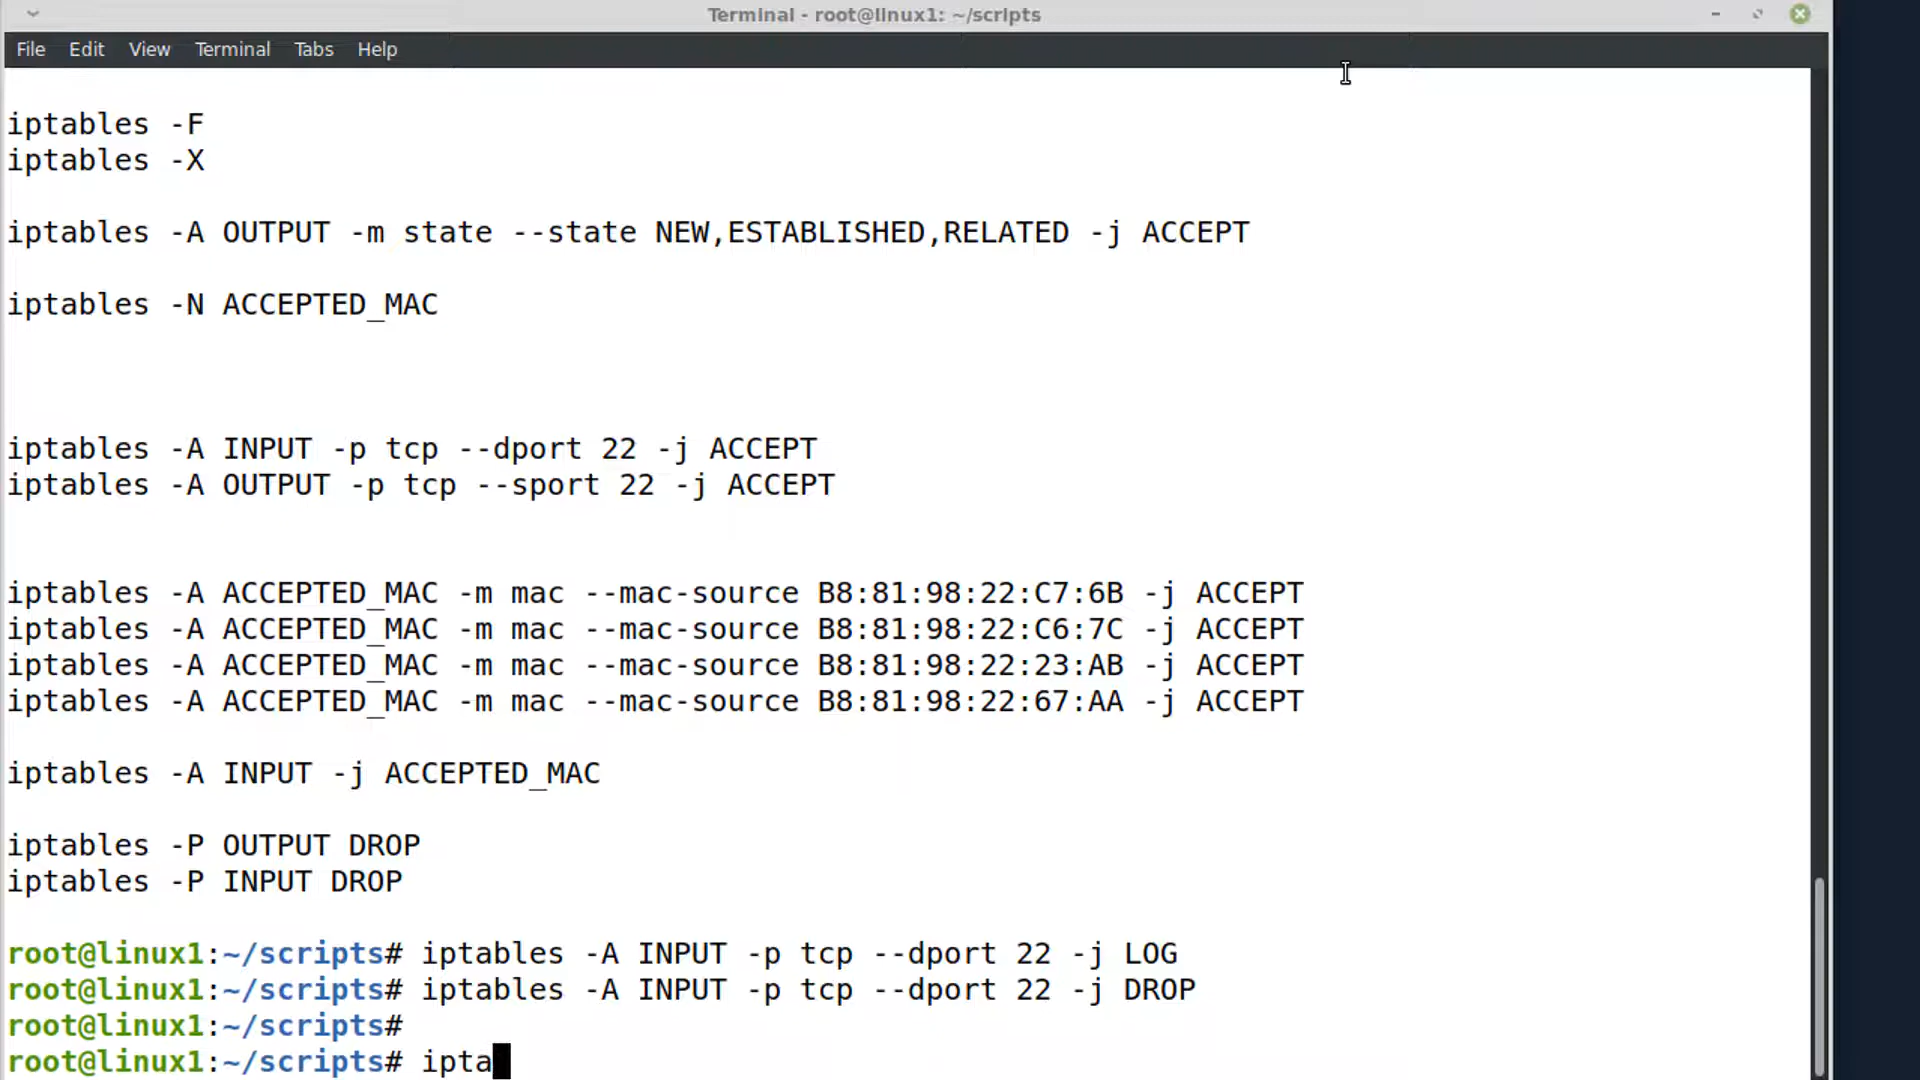 Terminal - root@linux1: ~/scripts
File Edit View Terminal Tabs Help
iptables -F
iptables -X
iptables -A OUTPUT -m state --state NEW,ESTABLISHED,RELATED -j ACCEPT
iptables -N ACCEPTED_MAC
iptables -A INPUT -p tcp --dport 22 -j ACCEPT
iptables -A OUTPUT -p tcp --sport 22 -j ACCEPT
iptables -A ACCEPTED_MAC -m mac --mac-source B8:81:98:22:C7:6B -j ACCEPT
iptables -A ACCEPTED_MAC -m mac --mac-source B8:81:98:22:C6:7C -j ACCEPT
iptables -A ACCEPTED_MAC -m mac --mac-source B8:81:98:22:23:AB -j ACCEPT
iptables -A ACCEPTED_MAC -m mac --mac-source B8:81:98:22:67:AA -j ACCEPT
iptables -A INPUT -j ACCEPTED_MAC
iptables -P OUTPUT DROP
iptables -P INPUT DROP
root@linux1:~/scripts# iptables -A INPUT -p tcp --dport 22 -j LOG
root@linux1:~/scripts# iptables -A INPUT -p tcp --dport 22 -j DROP
root@linux1:~/scripts#
root@linux1:~/scripts# ipta